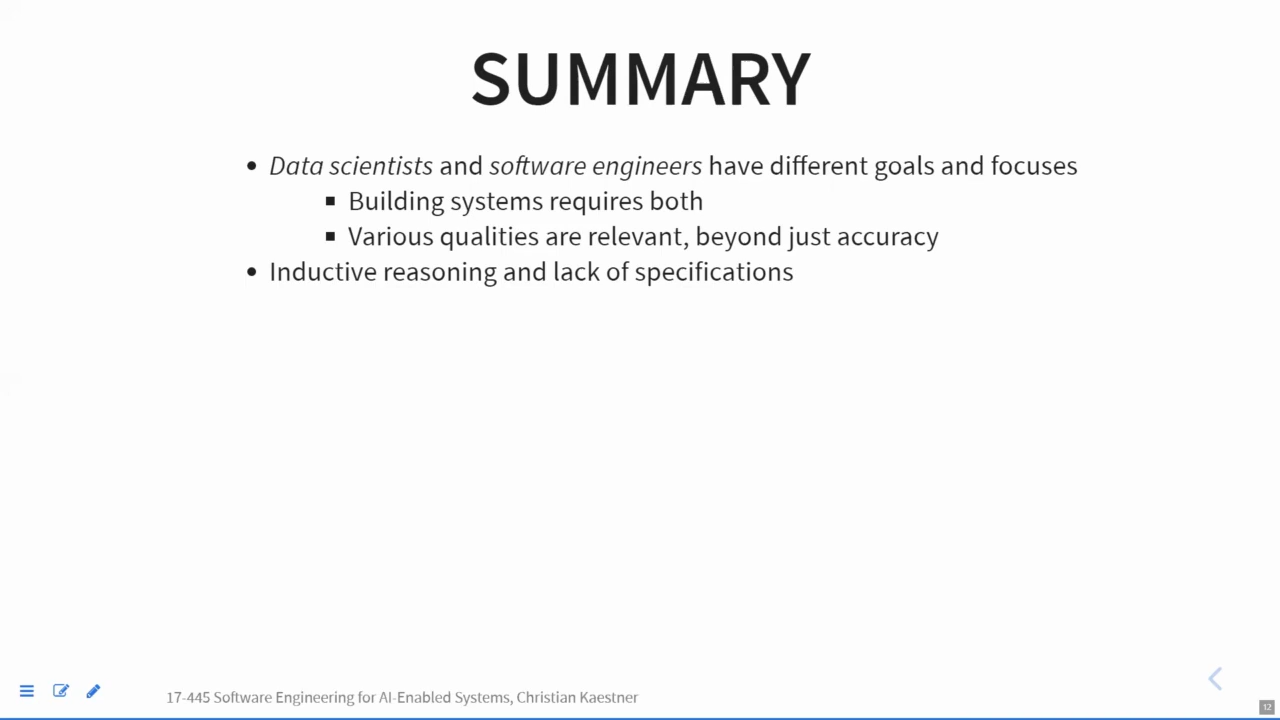 SUMMARY
• Data scientists and software engineers have different goals and focuses
▪ Building systems requires both
▪ Various qualities are relevant, beyond just accuracy
• Inductive reasoning and lack of specifications
17-445 Software Engineering for AI-Enabled Systems, Christian Kaestner
12